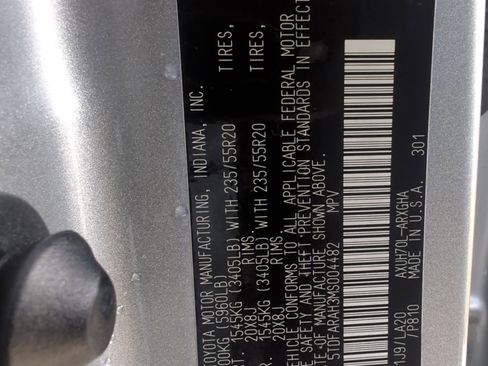 TOYOTA MOTOR MANUFACTURING, INDIANA, INC.
(5960LB)
1545KG (3405LB) WITH 235/55R20 TIRES,
20X8J RIMS.
1545KG (3405LB) WITH 235/55R20 TIRES,
20X8J RIMS.
VEHICLE CONFORMS TO ALL APPLICABLE FEDERAL MOTOR
SAFETY AND THEFT PREVENTION STANDARDS IN EFFECT
DATE OF MANUFACTURE SHOWN ABOVE.
5TDFARAH3MS004482 MPV
301
1J9/LA20 AXUH70L-ARXGHA
/P810 MADE IN U.S.A.